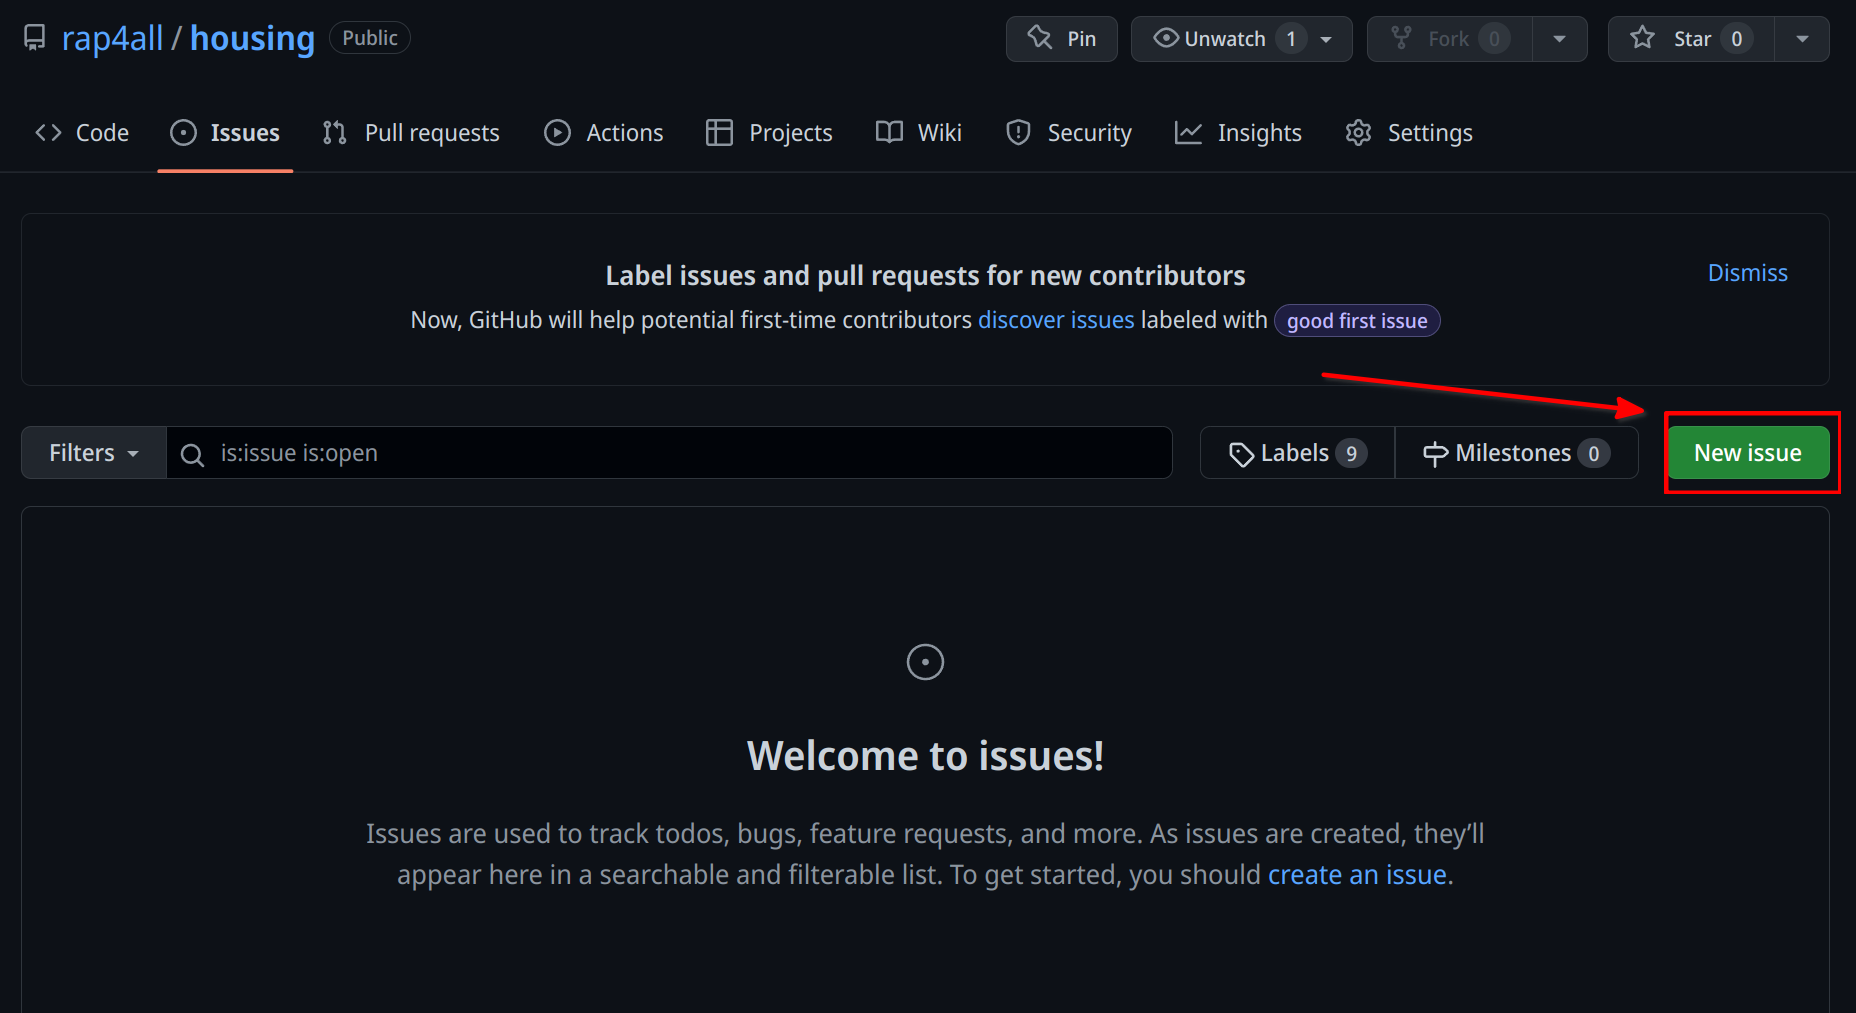 rap4all / housing Public Pin Unwatch 1 Fork 0 Star 0
Code Issues Pull requests Actions Projects Wiki Security Insights Settings
Label issues and pull requests for new contributors
Dismiss
Now, GitHub will help potential first-time contributors discover issues labeled with good first issue
Filters is:issue is:open Labels 9 Milestones 0 New issue
Welcome to issues!
Issues are used to track todos, bugs, feature requests, and more. As issues are created, they’ll
appear here in a searchable and filterable list. To get started, you should create an issue.